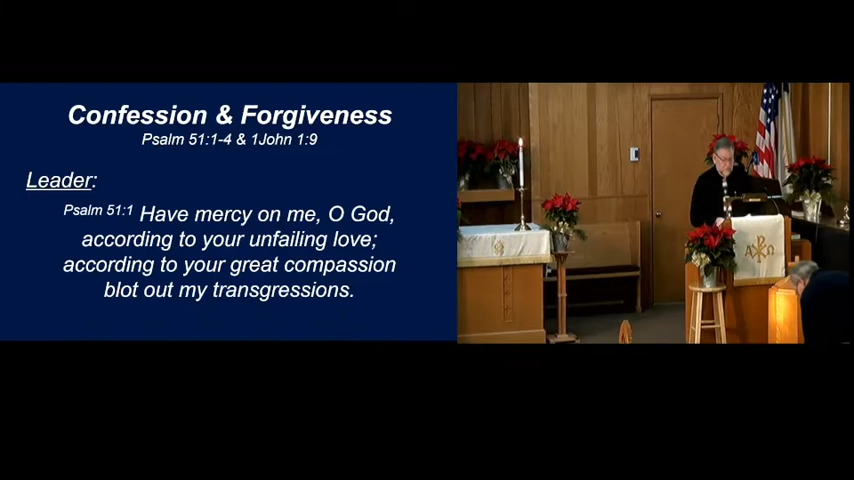 Confession & Forgiveness
Psalm 51:1-4 & 1John 1:9
Leader:
Psalm 51:1 Have mercy on me, O God,
according to your unfailing love;
according to your great compassion
blot out my transgressions.